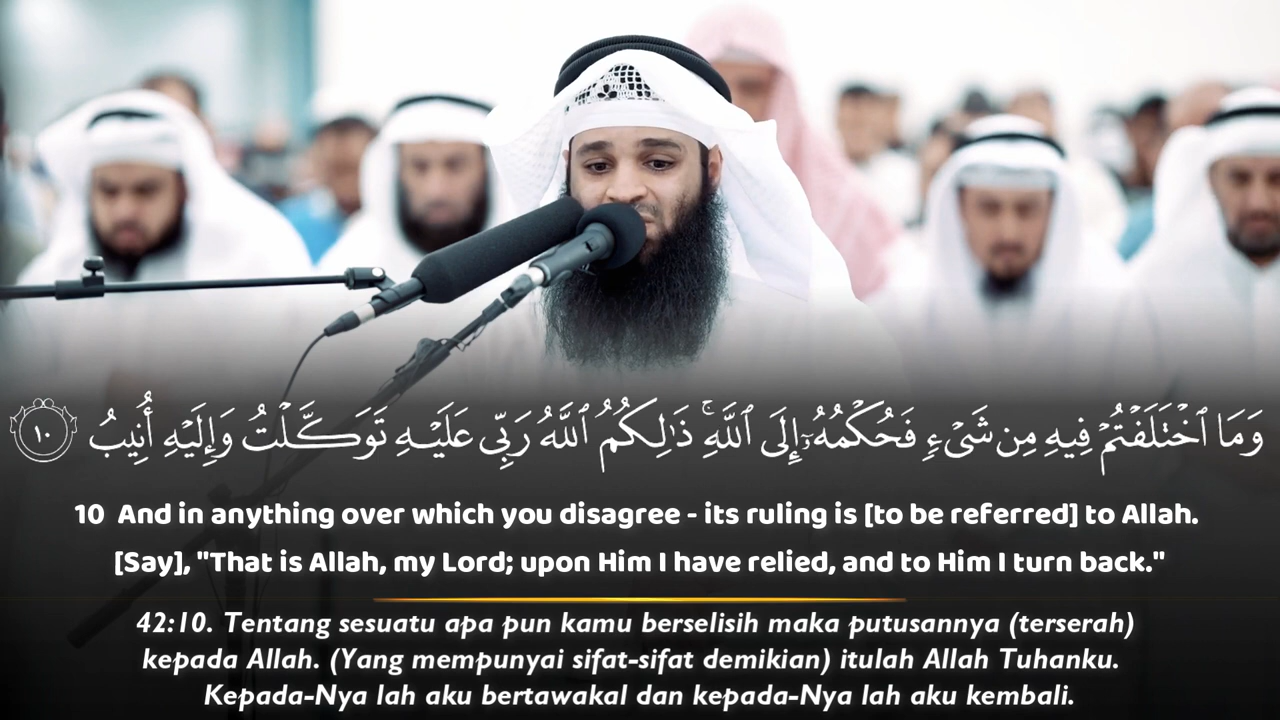 وَمَا ٱخْتَلَفْتُمْ فِيهِ مِن شَىْءٍ فَحُكْمُهُۥٓ إِلَى ٱللَّهِ ۚ ذَٰلِكُمُ ٱللَّهُ رَبِّى عَلَيْهِ تَوَكَّلْتُ وَإِلَيْهِ أُنِيبُ ١٠
10 And in anything over which you disagree - its ruling is [to be referred] to Allah.
[Say], "That is Allah, my Lord; upon Him I have relied, and to Him I turn back."
42:10. Tentang sesuatu apa pun kamu berselisih maka putusannya (terserah)
kepada Allah. (Yang mempunyai sifat-sifat demikian) itulah Allah Tuhanku.
Kepada-Nya lah aku bertawakal dan kepada-Nya lah aku kembali.